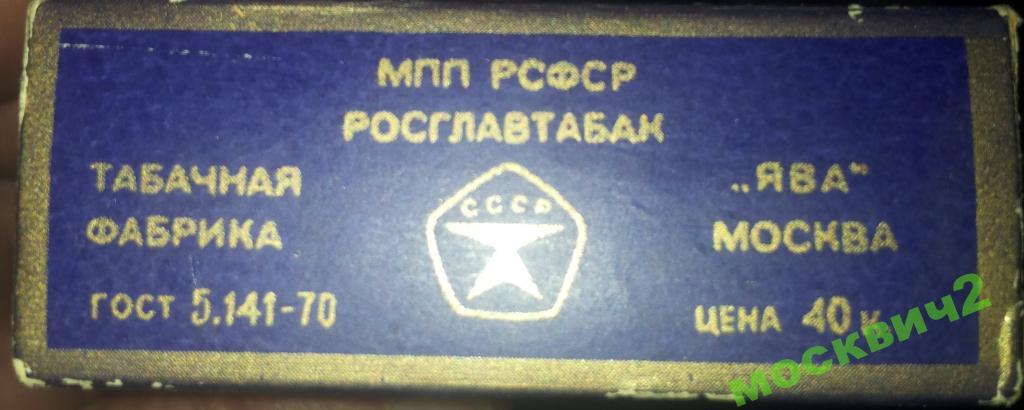 МПП РСФСР
РОСГЛАВТАБАК
ТАБАЧНАЯ
ФАБРИКА
СССР
„ЯВА"
МОСКВА
ГОСТ 5.141-70
ЦЕНА 40 к.
москвич2